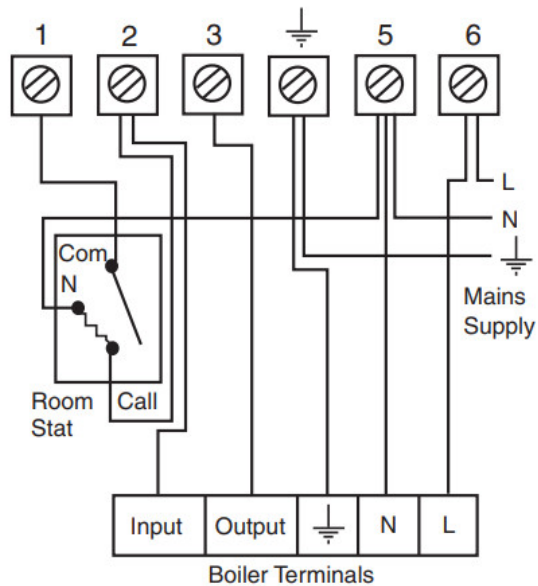 1 2 3 5 6
L
N
Com
N
Mains
Supply
Room Call
Stat
Input Output N L
Boiler Terminals